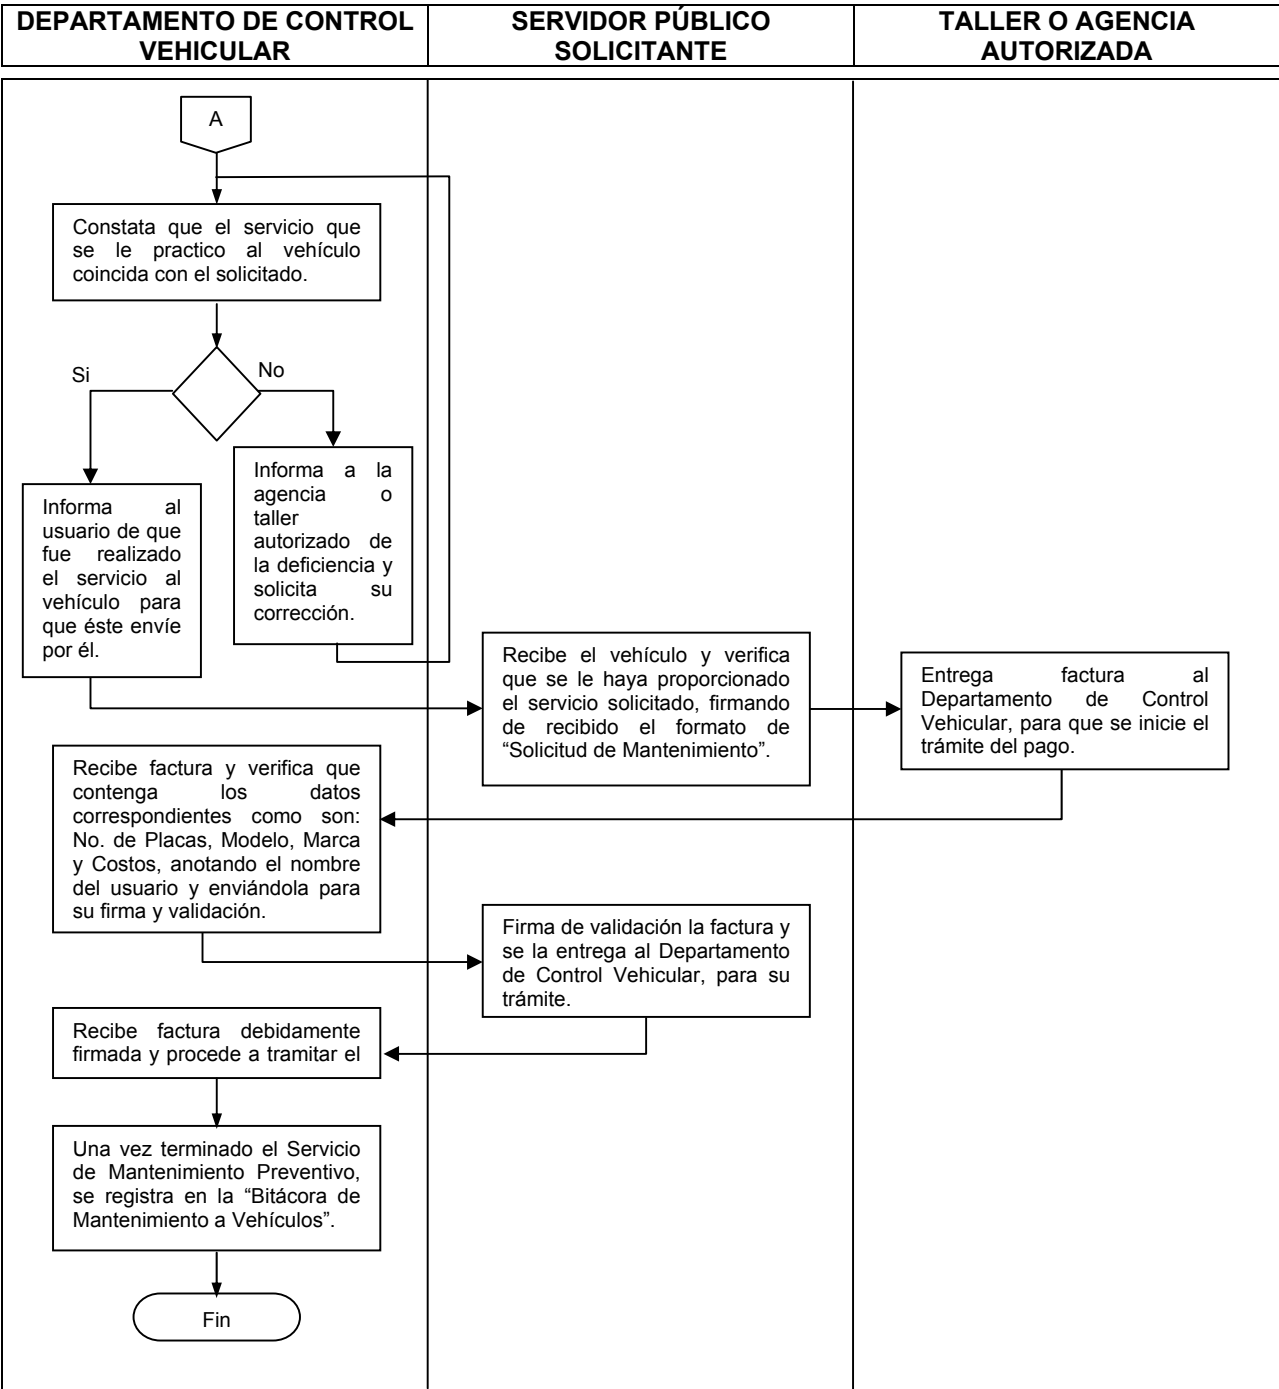 DEPARTAMENTO DE CONTROL
VEHICULAR
SERVIDOR PÚBLICO
SOLICITANTE
TALLER O AGENCIA
AUTORIZADA
A
Constata que el servicio que
se le practico al vehículo
coincida con el solicitado.
Si
No
Informa al
usuario de que
fue realizado
el servicio al
vehículo para
que éste envíe
por él.
Informa a la
agencia o
taller
autorizado de
la deficiencia y
solicita su
corrección.
Recibe el vehículo y verifica
que se le haya proporcionado
el servicio solicitado, firmando
de recibido el formato de
“Solicitud de Mantenimiento”.
Entrega factura al
Departamento de Control
Vehicular, para que se inicie el
trámite del pago.
Recibe factura y verifica que
contenga los datos
correspondientes como son:
No. de Placas, Modelo, Marca
y Costos, anotando el nombre
del usuario y enviándola para
su firma y validación.
Firma de validación la factura y
se la entrega al Departamento
de Control Vehicular, para su
trámite.
Recibe factura debidamente
firmada y procede a tramitar el
Una vez terminado el Servicio
de Mantenimiento Preventivo,
se registra en la “Bitácora de
Mantenimiento a Vehículos”.
Fin